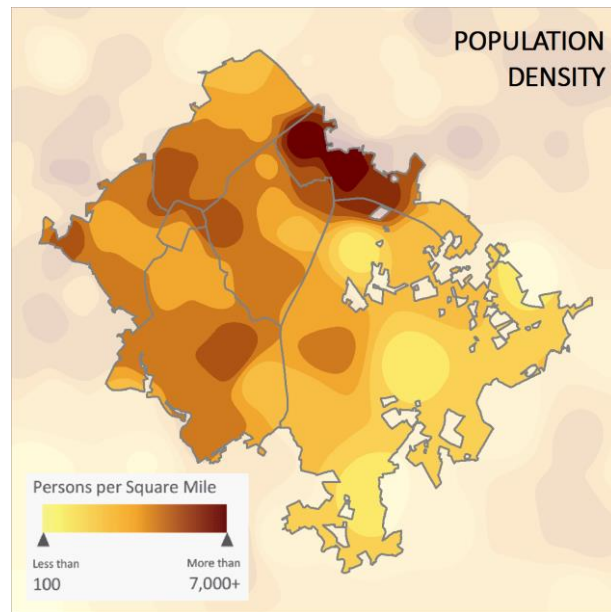 POPULATION
DENSITY
Persons per Square Mile
Less than
100
More than
7,000+